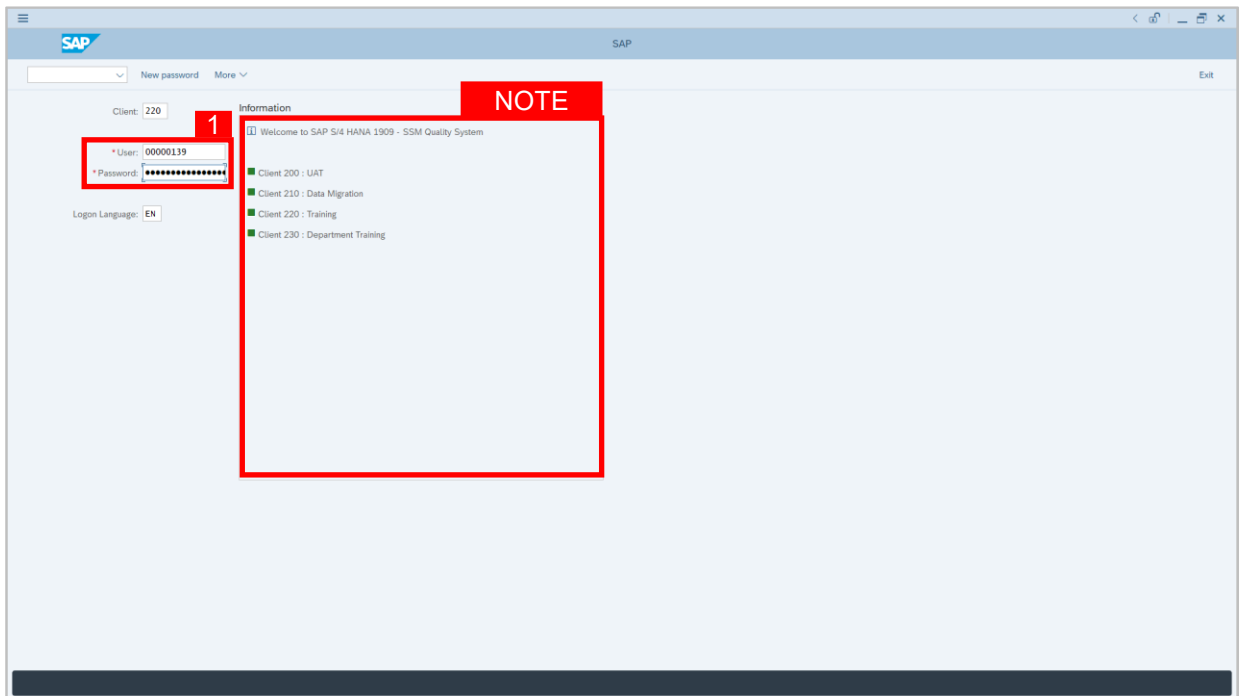 SAP
SAP
New password More
Exit
NOTE
Client: 220
Information
1
Welcome to SAP S/4 HANA 1909 - SSM Quality System
* User: 00000139
* Password: ****************
Client 200 : UAT
Client 210 : Data Migration
Logon Language: EN
Client 220 : Training
Client 230 : Department Training